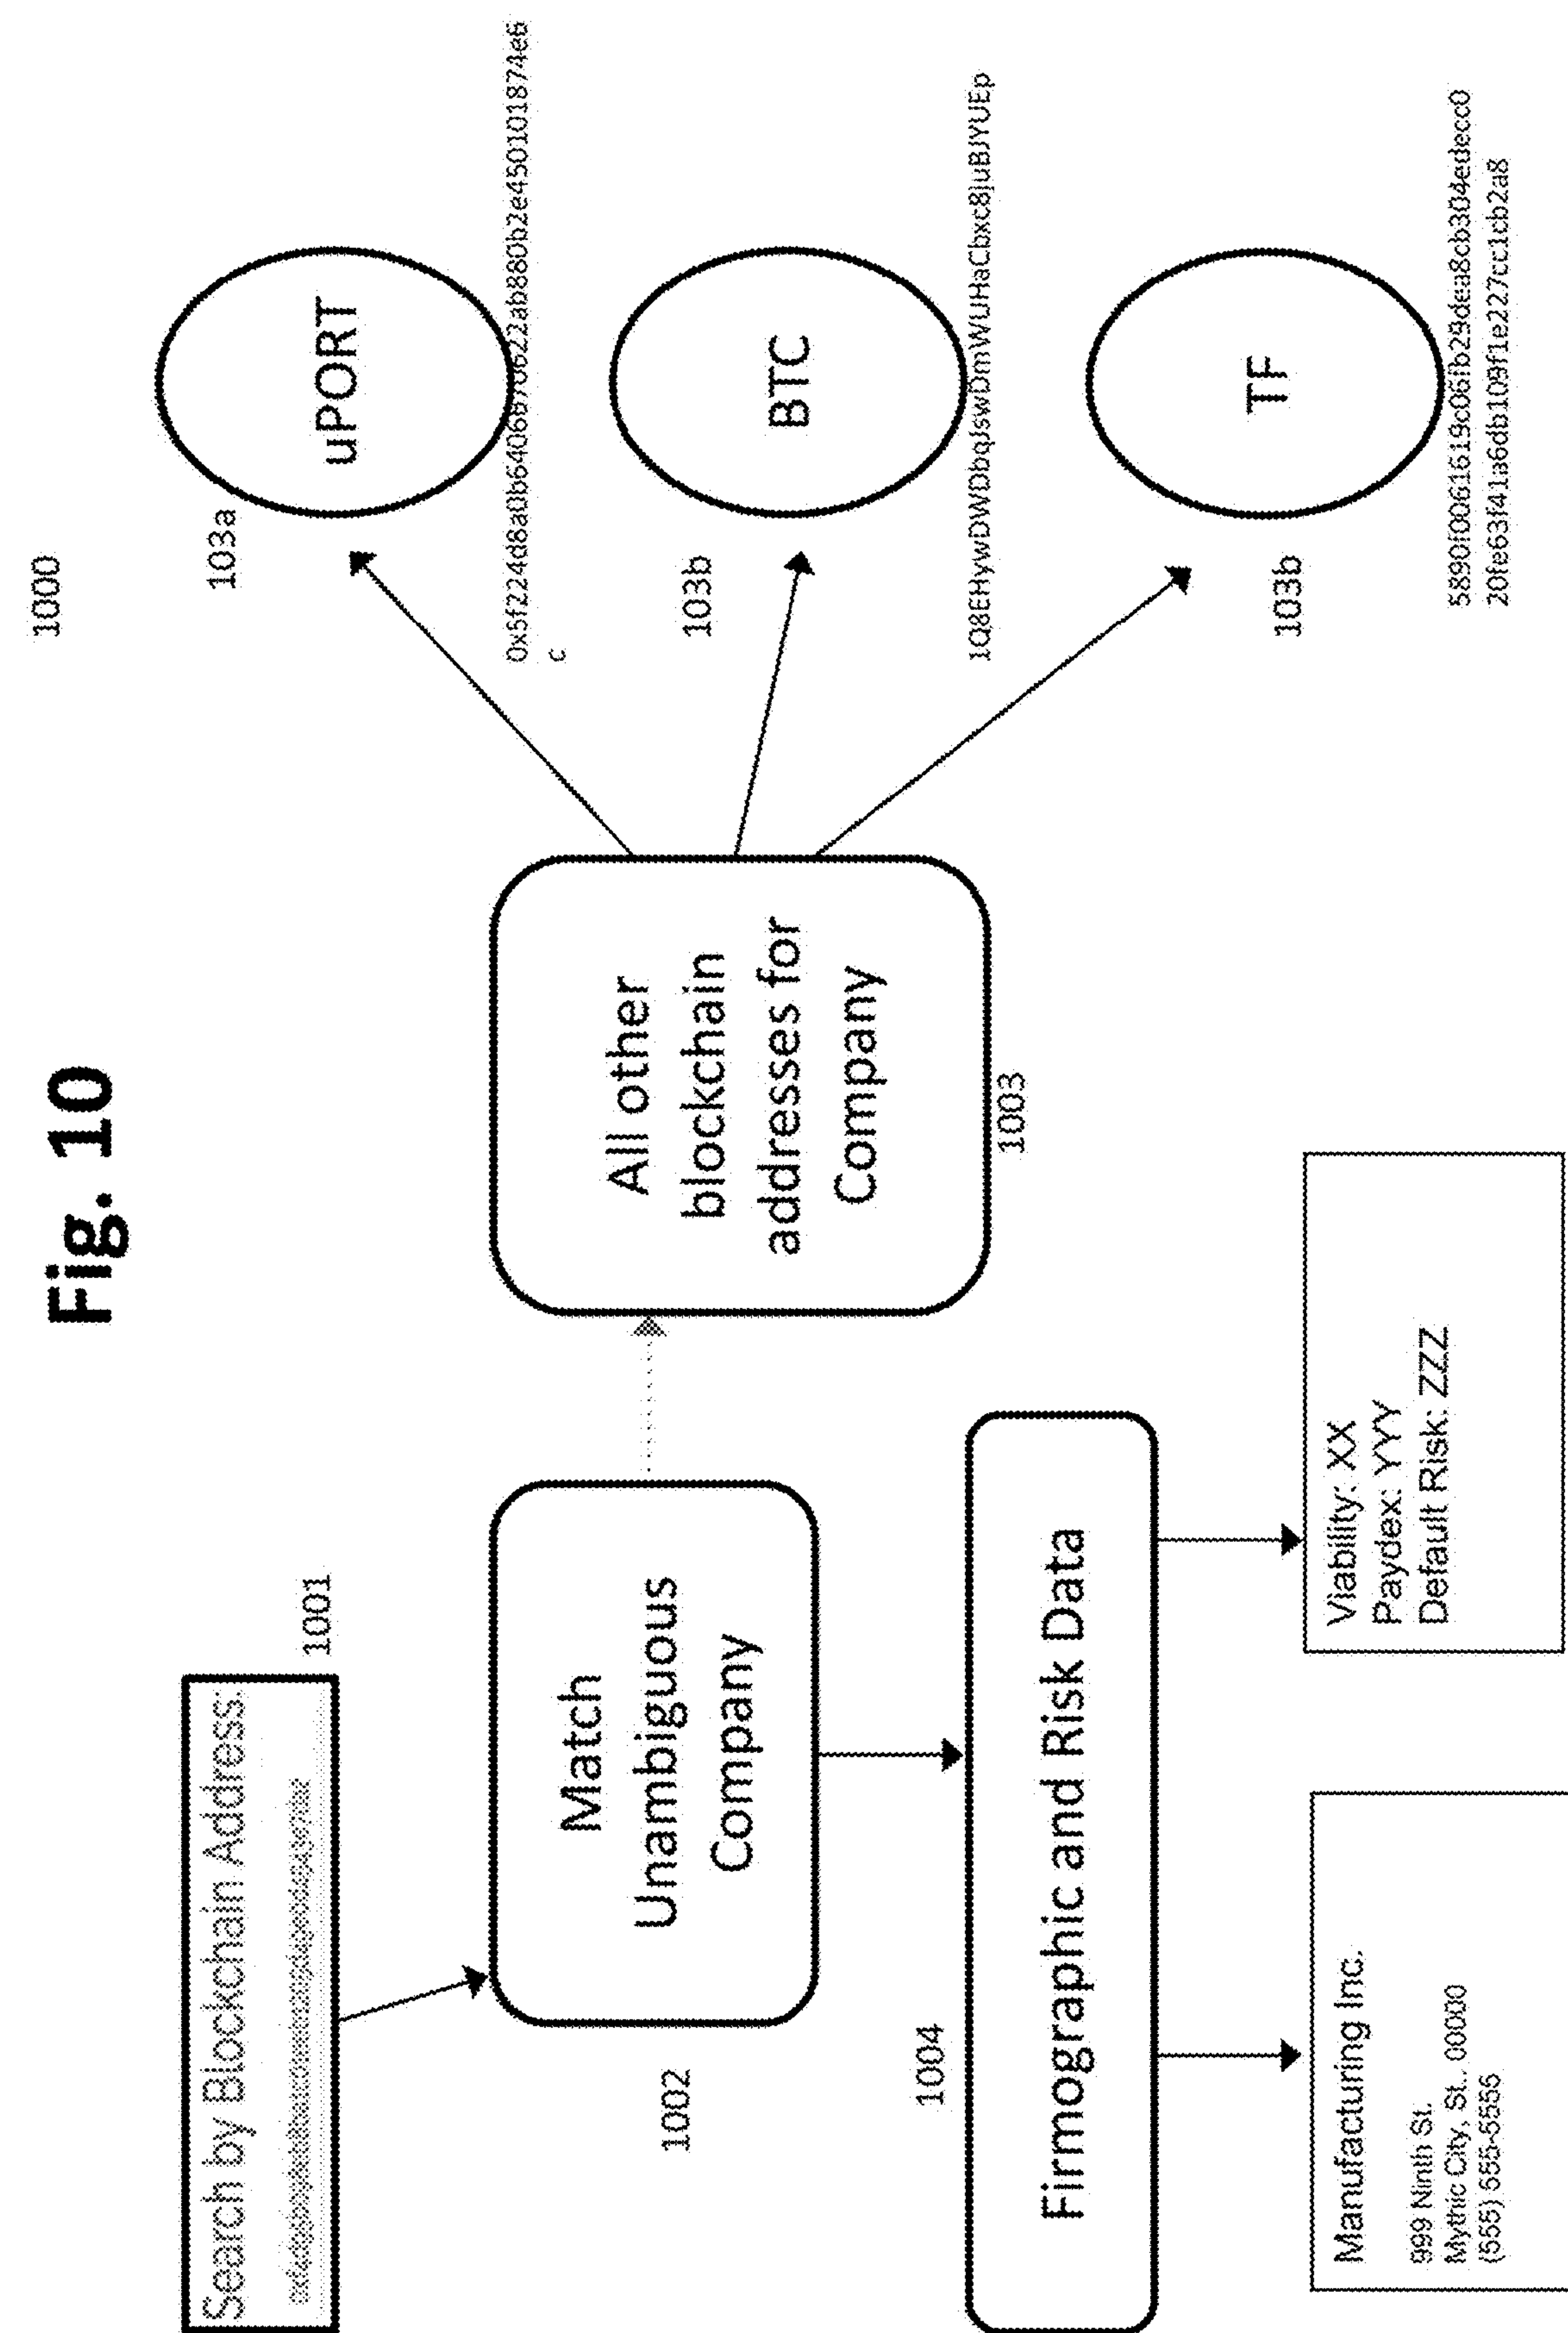 Fig. 10
1000
Search by Blockchain Address:
1001
Match
Unambiguous
Company
1002
All other
blockchain
addresses for
Company
1003
103a
uPORT
c
103b
BTC
1Q8EHywDWDbqJswDmWUHaCbxc8JuBJYUEp
103b
TF
5890f0061619c06fb29dea8cb304edecc0
20fe63f41a6db109f1e227cc1cb2a8
1004
Firmographic and Risk Data
Manufacturing Inc.
999 Ninth St.
Mythic City, St., 00000
(555) 555-5555
Viability: XX
Paydex: YYY
Default Risk: ZZZ